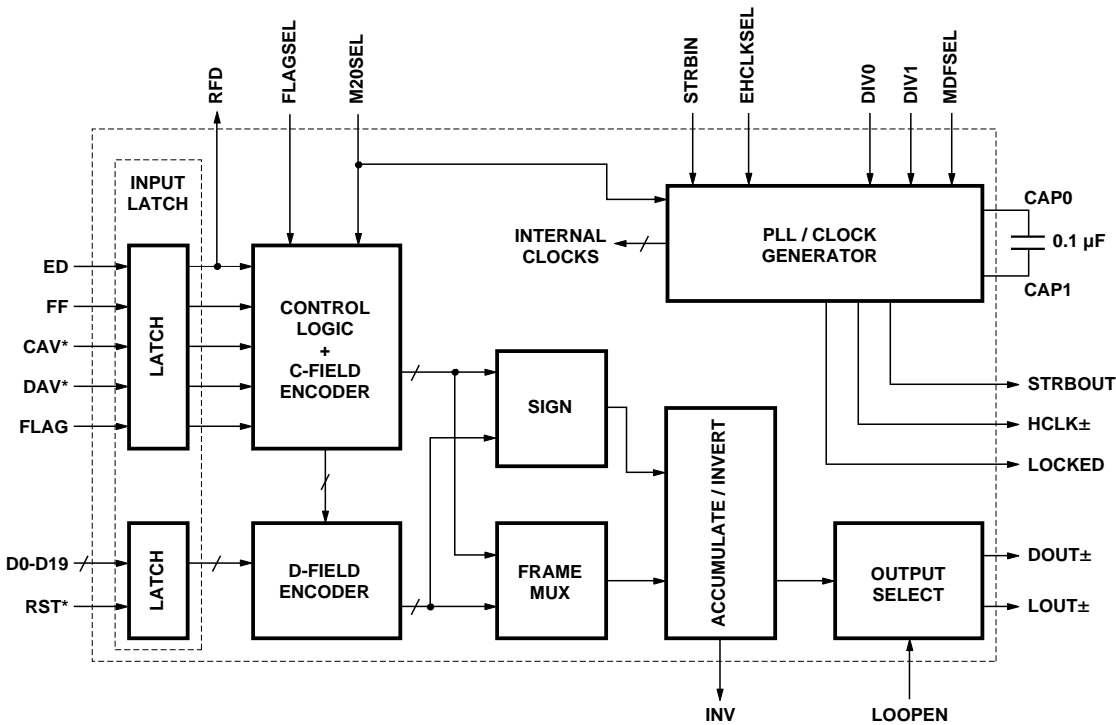 RFD
FLAGSEL
M20SEL
STRBIN
EHCLKSEL
DIV0
DIV1
MDFSEL
INPUT
LATCH
ED
FF
CAV*
DAV*
FLAG
LATCH
CONTROL
LOGIC
+
C-FIELD
ENCODER
INTERNAL
CLOCKS
PLL / CLOCK
GENERATOR
CAP0
0.1 µF
CAP1
SIGN
STRBOUT
HCLK±
LOCKED
D0-D19
RST*
LATCH
D-FIELD
ENCODER
FRAME
MUX
ACCUMULATE / INVERT
OUTPUT
SELECT
DOUT±
LOUT±
INV
LOOPEN